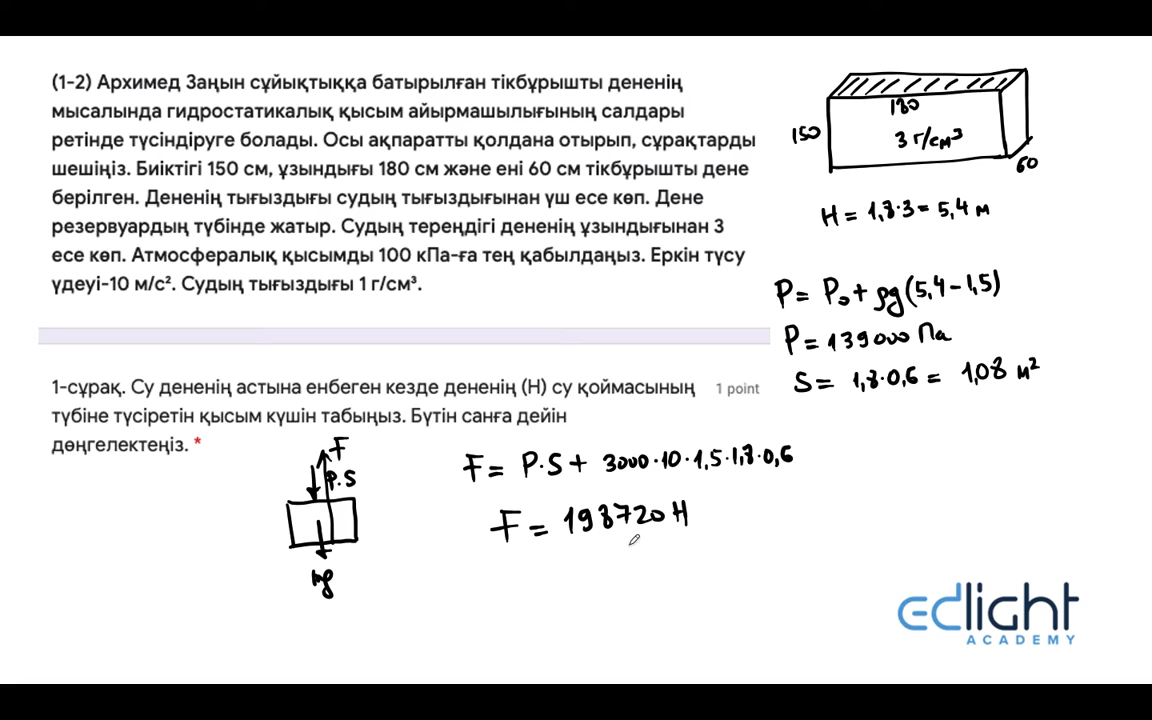 (1-2) Архимед Заңын сұйықтыққа батырылған тікбұрышты дененің
мысалында гидростатикалық қысым айырмашылығының салдары
ретінде түсіндіруге болады. Осы ақпаратты қолдана отырып, сұрақтарды
шешіңіз. Биіктігі 150 см, ұзындығы 180 см және ені 60 см тікбұрышты дене
берілген. Дененің тығыздығы судың тығыздығынан үш есе көп. Дене
резервуардың түбінде жатыр. Судың тереңдігі дененің ұзындығынан 3
есе көп. Атмосфералық қысымды 100 кПа-ға тең қабылдаңыз. Еркін түсу
үдеуі-10 м/с². Судың тығыздығы 1 г/см³.
180
150
3 г/см³
60
H = 1,8·3 = 5,4 м
P = P₀ + ρg(5,4 − 1,5)
P = 139000 Па
S = 1,8·0,6 = 1,08 м²
1-сұрақ. Су дененің астына енбеген кезде дененің (Н) су қоймасының
түбіне түсіретін қысым күшін табыңыз. Бүтін санға дейін
дөңгелектеңіз. *
1 point
F
P·S
mg
F = P·S + 3000·10·1,5·1,8·0,6
F = 198720 Н
edlight
ACADEMY